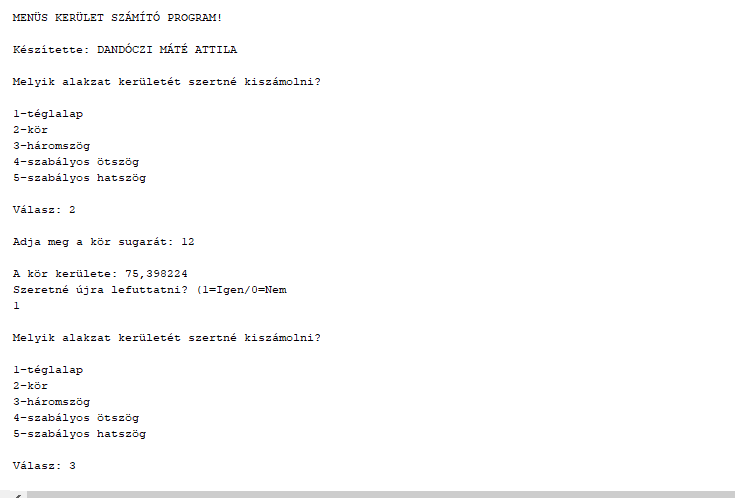 MENÜS KERÜLET SZÁMÍTÓ PROGRAM!
Készítette: DANDÓCZI MÁTÉ ATTILA
Melyik alakzat kerületét szertné kiszámolni?
1-téglalap
2-kör
3-háromszög
4-szabályos ötszög
5-szabályos hatszög
Válasz: 2
Adja meg a kör sugarát: 12
A kör kerülete: 75,398224
Szeretné újra lefuttatni? (1=Igen/0=Nem
1
Melyik alakzat kerületét szertné kiszámolni?
1-téglalap
2-kör
3-háromszög
4-szabályos ötszög
5-szabályos hatszög
Válasz: 3